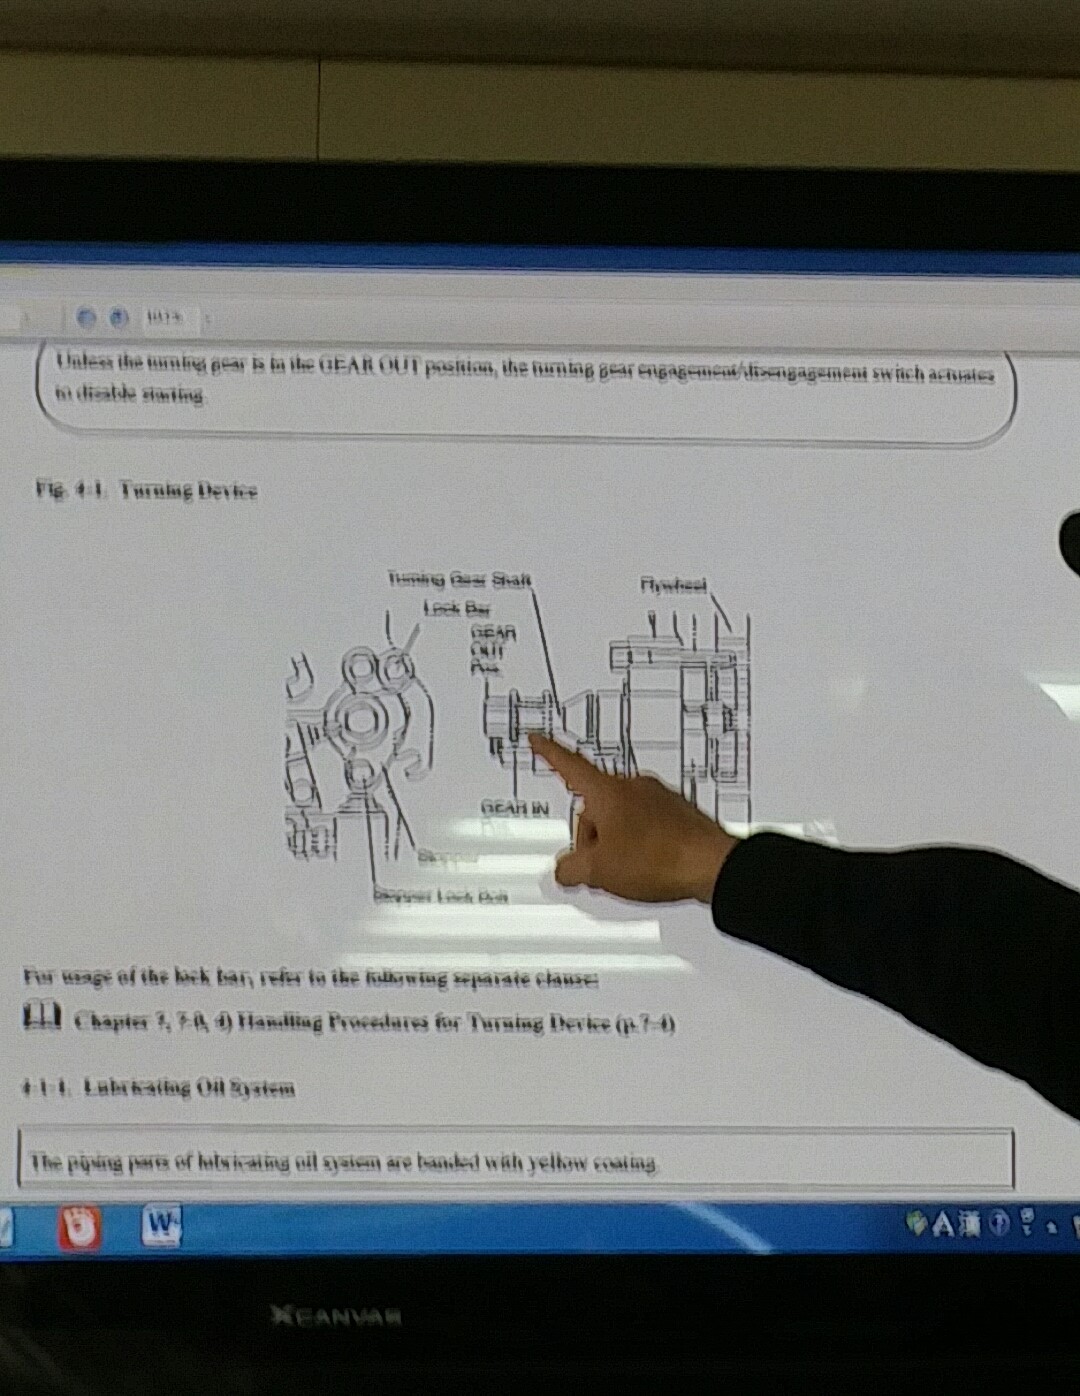 Unless the turning gear is in the GEAR OUT position, the turning gear engagement/disengagement switch actuates
to disable starting.
Fig. 4-1. Turning Device
Turning Gear Shaft
Flywheel
Lock Bar
GEAR
OUT
Pos.
GEAR IN
Stopper
Stopper Lock Bolt
For usage of the lock bar, refer to the following separate clause:
Chapter 7, 7-0, 4) Handling Procedures for Turning Device (p.7-4)
4-1-1. Lubricating Oil System
The piping parts of lubricating oil system are banded with yellow coating.
W
A 漢
XCANVAS